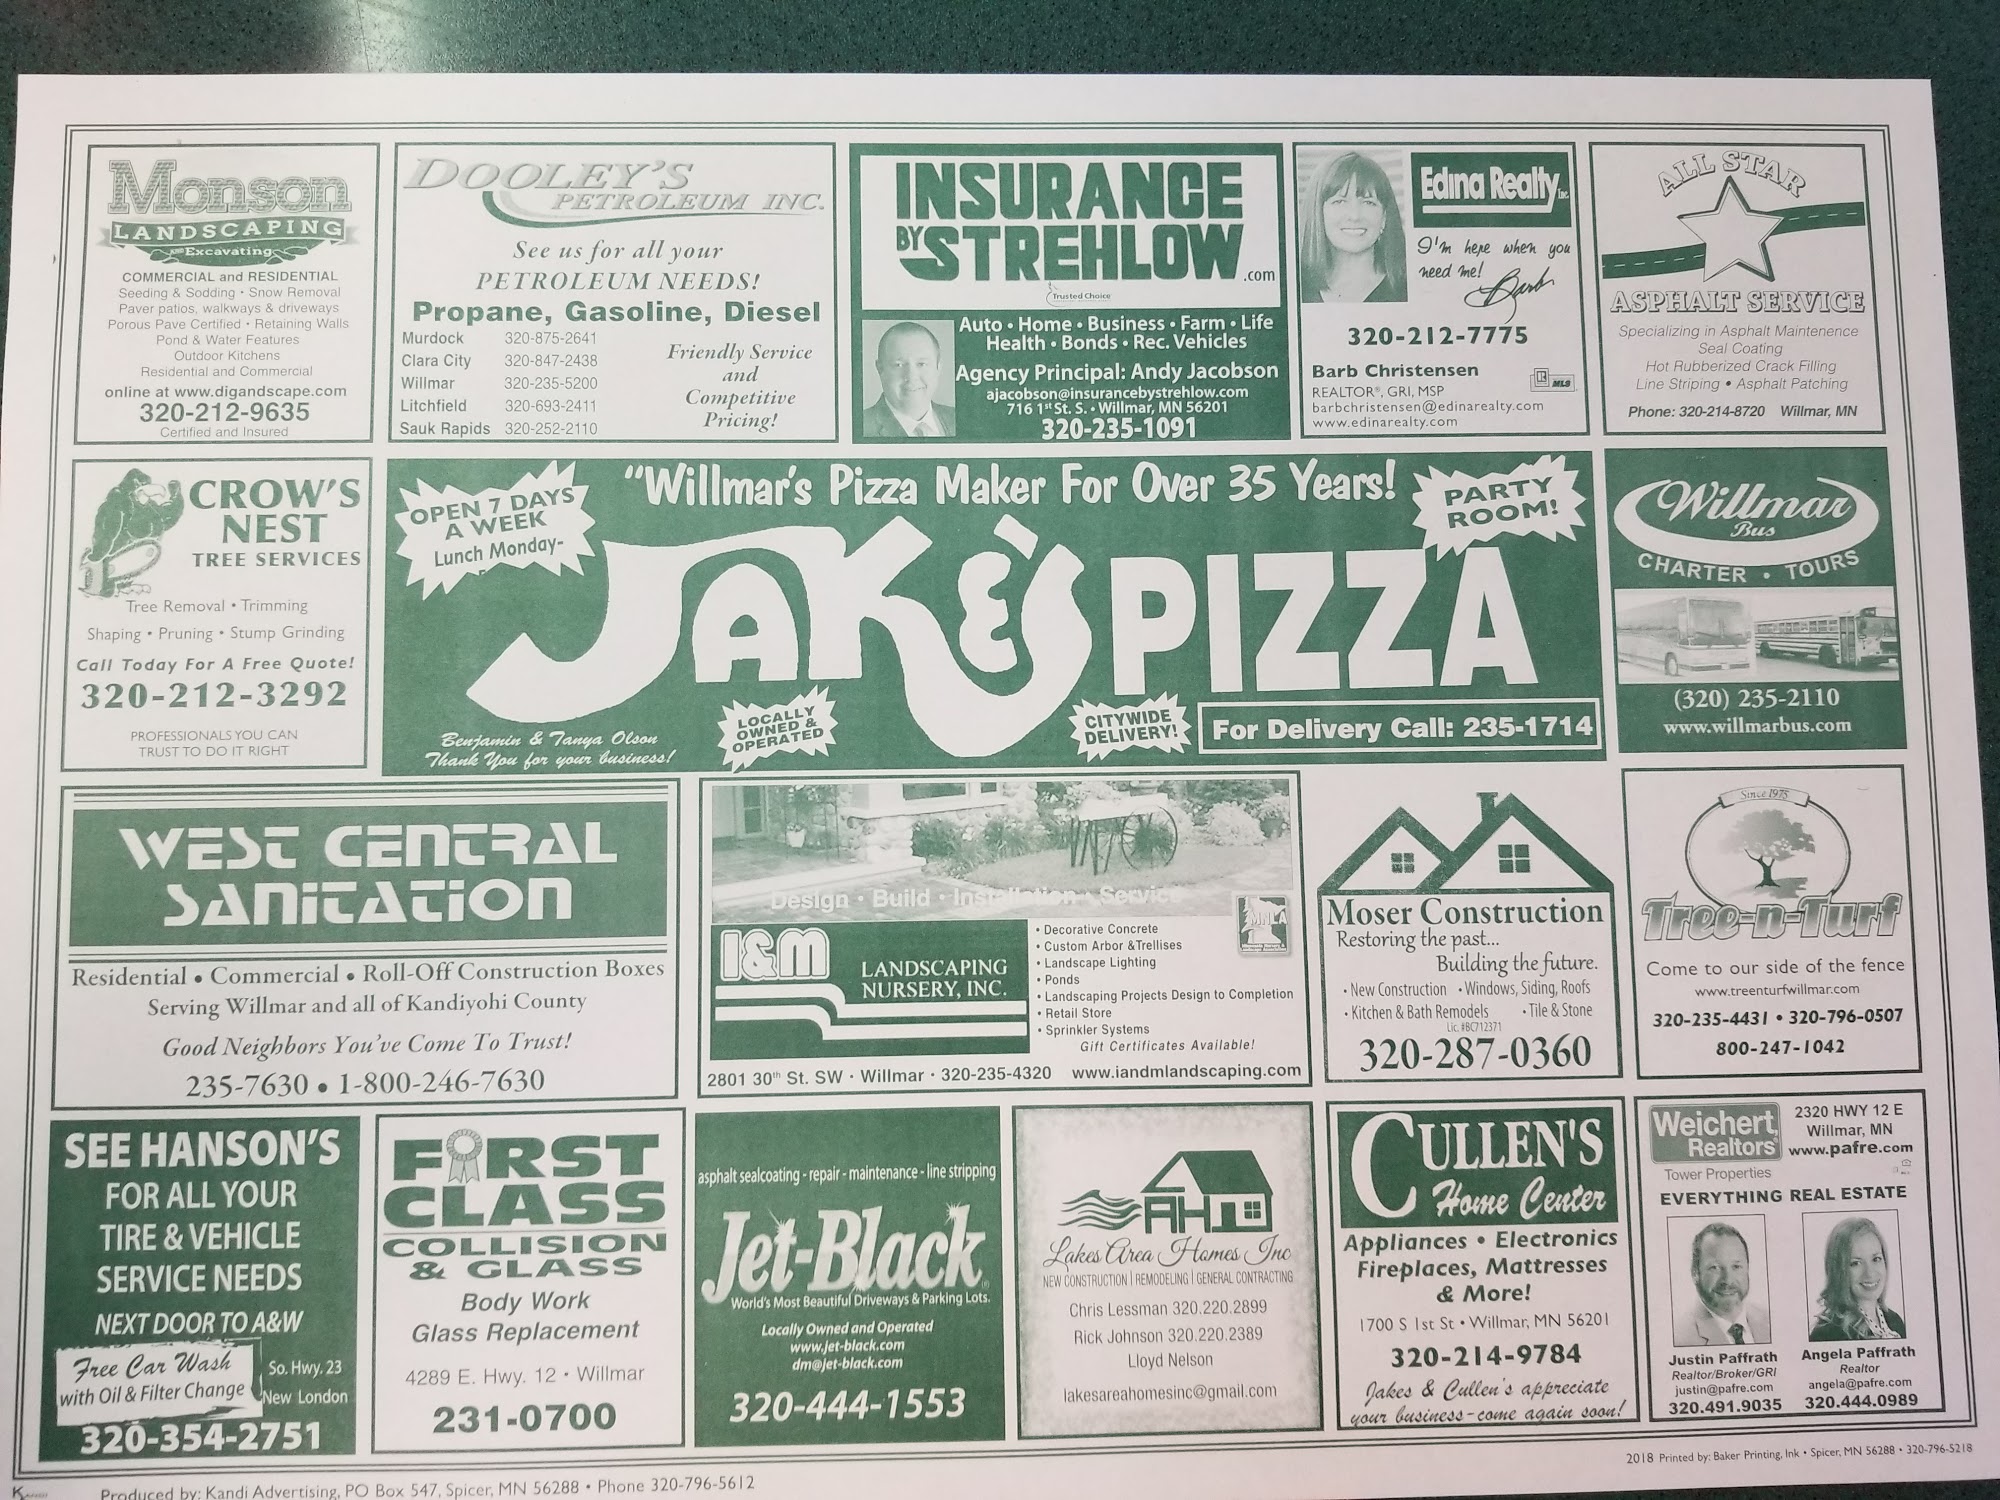 Monson
LANDSCAPING
AND Excavating
COMMERCIAL and RESIDENTIAL
Seeding & Sodding • Snow Removal
Paver patios, walkways & driveways
Porous Pave Certified • Retaining Walls
Pond & Water Features
Outdoor Kitchens
Residential and Commercial
online at www.digandscape.com
320-212-9635
Certified and Insured
DOOLEY'S
PETROLEUM INC.
See us for all your
PETROLEUM NEEDS!
Propane, Gasoline, Diesel
Murdock 320-875-2641
Clara City 320-847-2438
Willmar 320-235-5200
Litchfield 320-693-2411
Sauk Rapids 320-252-2110
Friendly Service
and
Competitive
Pricing!
INSURANCE
BY STREHLOW
.com
Trusted Choice
Auto • Home • Business • Farm • Life
Health • Bonds • Rec. Vehicles
Agency Principal: Andy Jacobson
ajacobson@insurancebystrehlow.com
716 1st St. S. • Willmar, MN 56201
320-235-1091
Edina Realty Inc.
I'm here when you
need me!
Barb
320-212-7775
Barb Christensen
REALTOR®, GRI, MSP
barbchristensen@edinarealty.com
www.edinarealty.com
MLS
ALL STAR
ASPHALT SERVICE
Specializing in Asphalt Maintenence
Seal Coating
Hot Rubberized Crack Filling
Line Striping • Asphalt Patching
Phone: 320-214-8720 Willmar, MN
CROW'S
NEST
TREE SERVICES
Tree Removal • Trimming
Shaping • Pruning • Stump Grinding
Call Today For A Free Quote!
320-212-3292
PROFESSIONALS YOU CAN
TRUST TO DO IT RIGHT
"Willmar's Pizza Maker For Over 35 Years!
OPEN 7 DAYS
A WEEK
Lunch Monday-
PARTY
ROOM!
JAKE'S PIZZA
LOCALLY
OWNED &
OPERATED
CITYWIDE
DELIVERY!
For Delivery Call: 235-1714
Benjamin & Tanya Olson
Thank You for your business!
Willmar
Bus
CHARTER • TOURS
(320) 235-2110
www.willmarbus.com
WEST CENTRAL
SANITATION
Residential • Commercial • Roll-Off Construction Boxes
Serving Willmar and all of Kandiyohi County
Good Neighbors You've Come To Trust!
235-7630 • 1-800-246-7630
Design • Build • Installation • Service
MNLA
I&M
LANDSCAPING
NURSERY, INC.
• Decorative Concrete
• Custom Arbor &Trellises
• Landscape Lighting
• Ponds
• Landscaping Projects Design to Completion
• Retail Store
• Sprinkler Systems
Gift Certificates Available!
2801 30th St. SW • Willmar • 320-235-4320 www.iandmlandscaping.com
Moser Construction
Restoring the past...
Building the future.
• New Construction • Windows, Siding, Roofs
• Kitchen & Bath Remodels • Tile & Stone
Lic. #BC712371
320-287-0360
Since 1975
Tree-n-Turf
Come to our side of the fence
www.treenturfwillmar.com
320-235-4431 • 320-796-0507
800-247-1042
SEE HANSON'S
FOR ALL YOUR
TIRE & VEHICLE
SERVICE NEEDS
NEXT DOOR TO A&W
Free Car Wash
with Oil & Filter Change
So. Hwy. 23
New London
320-354-2751
FIRST
CLASS
COLLISION
& GLASS
Body Work
Glass Replacement
4289 E. Hwy. 12 • Willmar
231-0700
asphalt sealcoating - repair - maintenance - line stripping
Jet-Black®
World's Most Beautiful Driveways & Parking Lots.
Locally Owned and Operated
www.jet-black.com
dm@jet-black.com
320-444-1553
AHI
Lakes Area Homes Inc
NEW CONSTRUCTION | REMODELING | GENERAL CONTRACTING
Chris Lessman 320.220.2899
Rick Johnson 320.220.2389
Lloyd Nelson
lakesareahomesinc@gmail.com
CULLEN'S
Home Center
Appliances • Electronics
Fireplaces, Mattresses
& More!
1700 S 1st St • Willmar, MN 56201
320-214-9784
Jakes & Cullen's appreciate
your business - come again soon!
Weichert,
Realtors®
Tower Properties
2320 HWY 12 E
Willmar, MN
www.pafre.com
EVERYTHING REAL ESTATE
Justin Paffrath
Realtor/Broker/GRI
justin@pafre.com
320.491.9035
Angela Paffrath
Realtor
angela@pafre.com
320.444.0989
Produced by: Kandi Advertising, PO Box 547, Spicer, MN 56288 • Phone 320-796-5612
2018 Printed by: Baker Printing, Ink • Spicer, MN 56288 • 320-796-5218